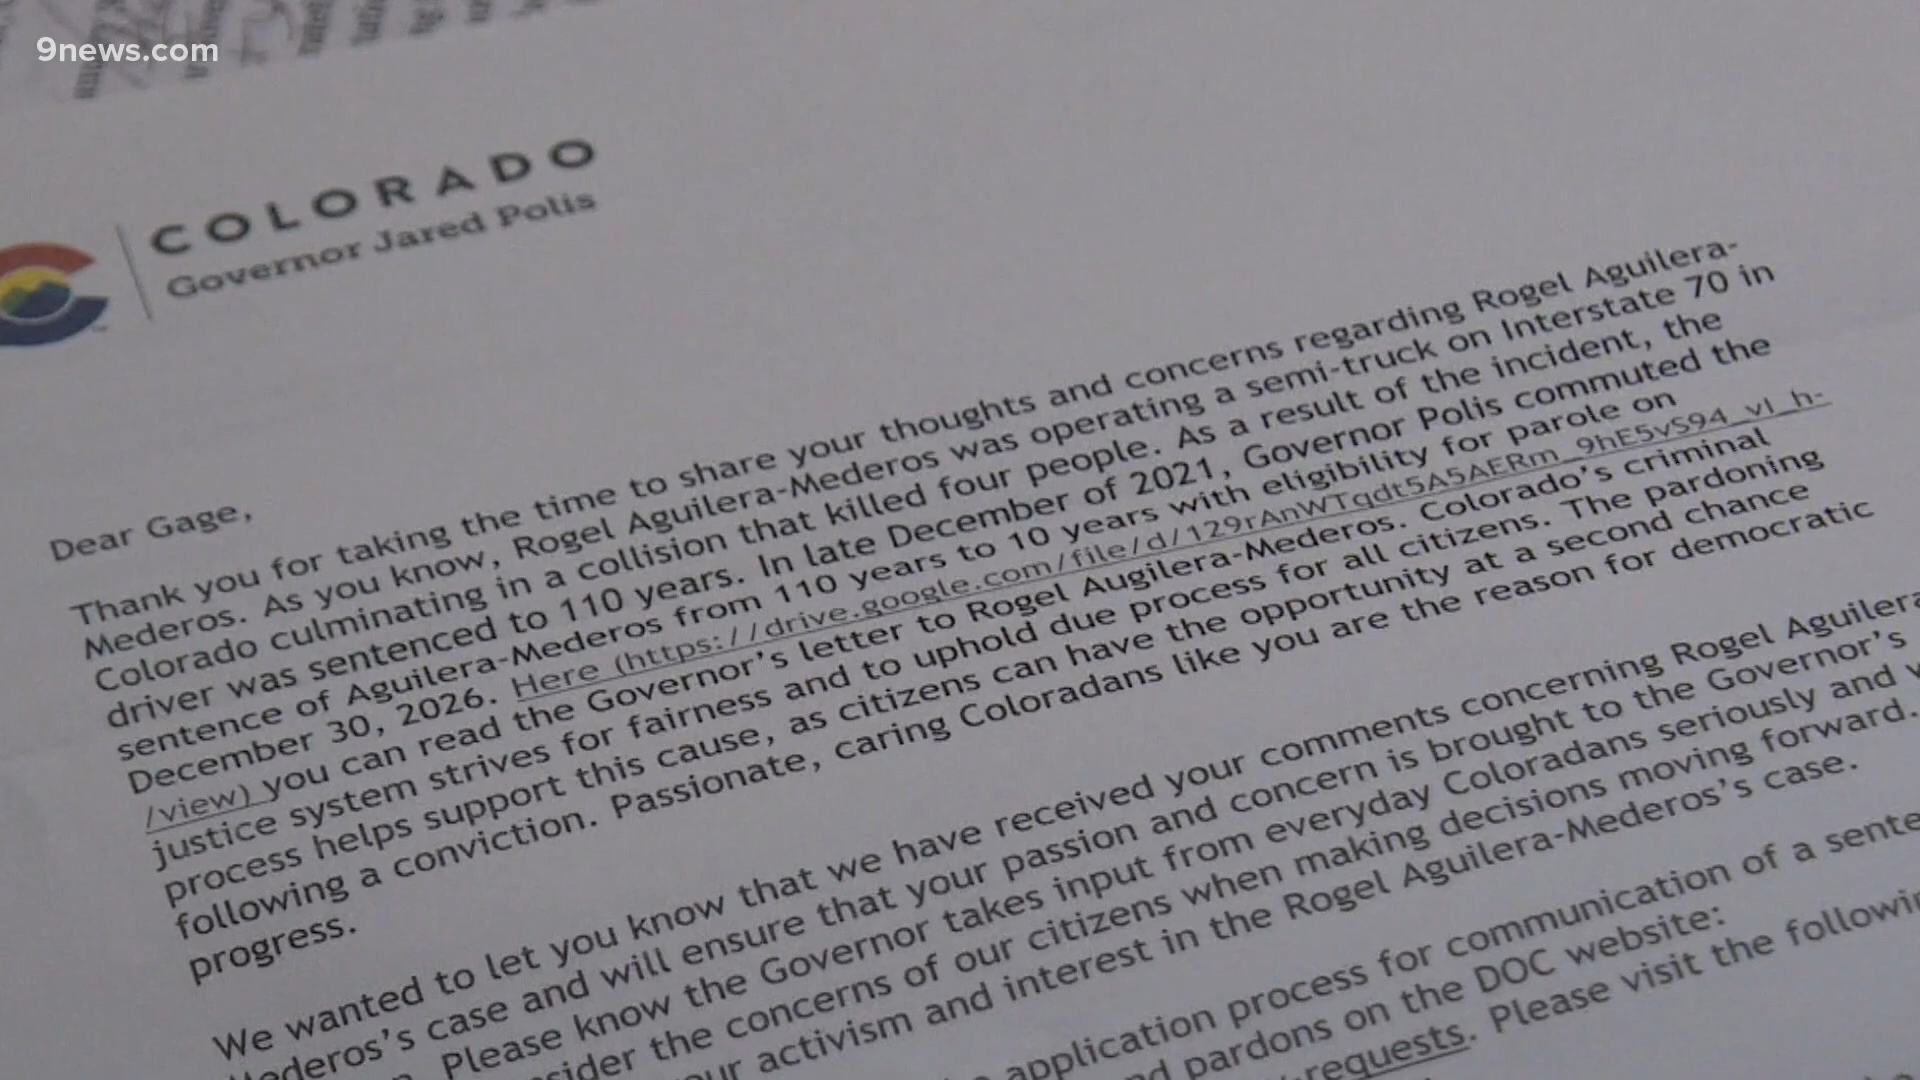 9news.com
COLORADO
Governor Jared Polis
Dear Gage,
Thank you for taking the time to share your thoughts and concerns regarding Rogel Aguilera-
Mederos. As you know, Rogel Aguilera-Mederos was operating a semi-truck on Interstate 70 in
Colorado culminating in a collision that killed four people. As a result of the incident, the
driver was sentenced to 110 years. In late December of 2021, Governor Polis commuted the
sentence of Aguilera-Mederos from 110 years to 10 years with eligibility for parole on
December 30, 2026. Here (https://drive.google.com/file/d/129rAnWTqdt5A5AERm_9hE5vS94_vl_h-
/view) you can read the Governor's letter to Rogel Augilera-Mederos. Colorado's criminal
justice system strives for fairness and to uphold due process for all citizens. The pardoning
process helps support this cause, as citizens can have the opportunity at a second chance
following a conviction. Passionate, caring Coloradans like you are the reason for democratic
progress.
We wanted to let you know that we have received your comments concerning Rogel Aguilera
Mederos's case and will ensure that your passion and concern is brought to the Governor's
Please know the Governor takes input from everyday Coloradans seriously and
the concerns of our citizens when making decisions moving forward.
activism and interest in the Rogel Aguilera-Mederos's case.
application process for communication of a
pardons on the DOC website:
requests. Please visit the